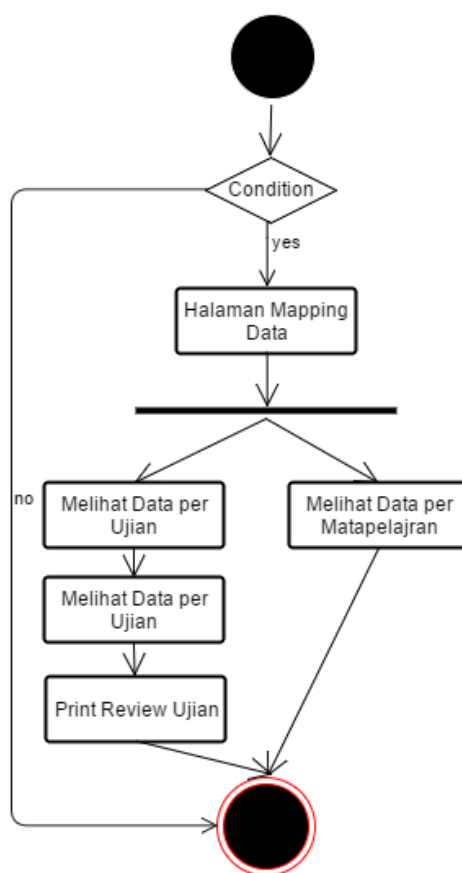 Condition
yes
Halaman Mapping
Data
no
Melihat Data per
Ujian
Melihat Data per
Matapelajran
Melihat Data per
Ujian
Print Review Ujian